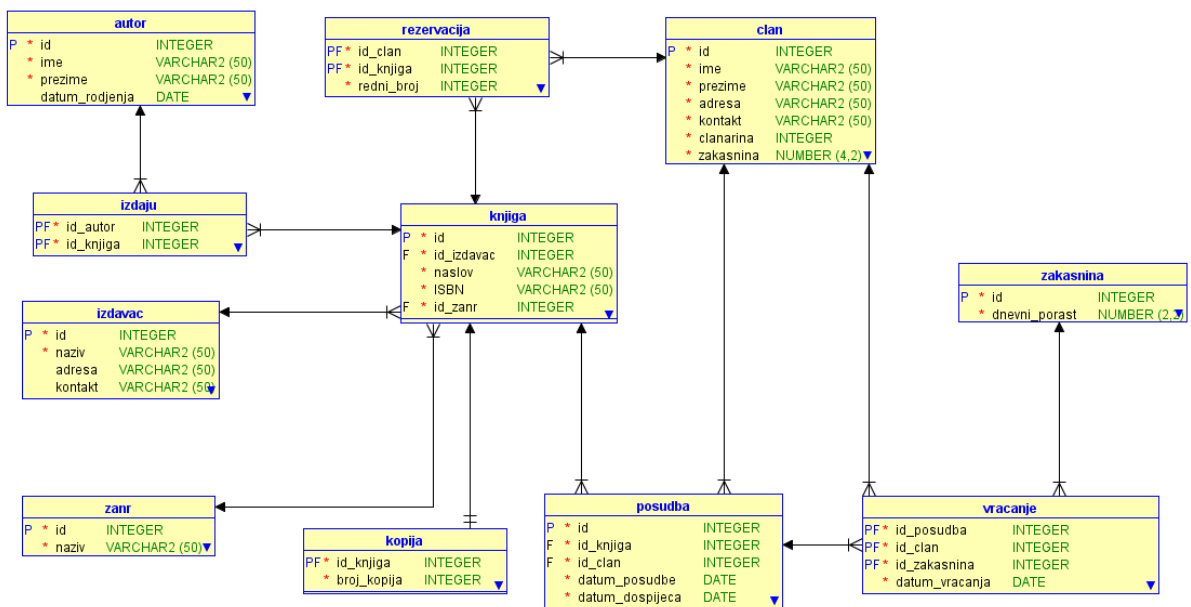 autor
P * id INTEGER
* ime VARCHAR2 (50)
* prezime VARCHAR2 (50)
datum_rodjenja DATE
rezervacija
PF * id_clan INTEGER
PF * id_knjiga INTEGER
* redni_broj INTEGER
clan
P * id INTEGER
* ime VARCHAR2 (50)
* prezime VARCHAR2 (50)
* adresa VARCHAR2 (50)
* kontakt VARCHAR2 (50)
* clanarina INTEGER
* zakasnina NUMBER (4,2)
izdaju
PF * id_autor INTEGER
PF * id_knjiga INTEGER
knjiga
P * id INTEGER
F * id_izdavac INTEGER
* naslov VARCHAR2 (50)
* ISBN VARCHAR2 (50)
F * id_zanr INTEGER
zakasnina
P * id INTEGER
* dnevni_porast NUMBER (2,2)
izdavac
P * id INTEGER
* naziv VARCHAR2 (50)
adresa VARCHAR2 (50)
kontakt VARCHAR2 (50)
zanr
P * id INTEGER
* naziv VARCHAR2 (50)
kopija
PF * id_knjiga INTEGER
* broj_kopija INTEGER
posudba
P * id INTEGER
F * id_knjiga INTEGER
F * id_clan INTEGER
* datum_posudbe DATE
* datum_dospijeca DATE
vracanje
PF * id_posudba INTEGER
PF * id_clan INTEGER
PF * id_zakasnina INTEGER
* datum_vracanja DATE